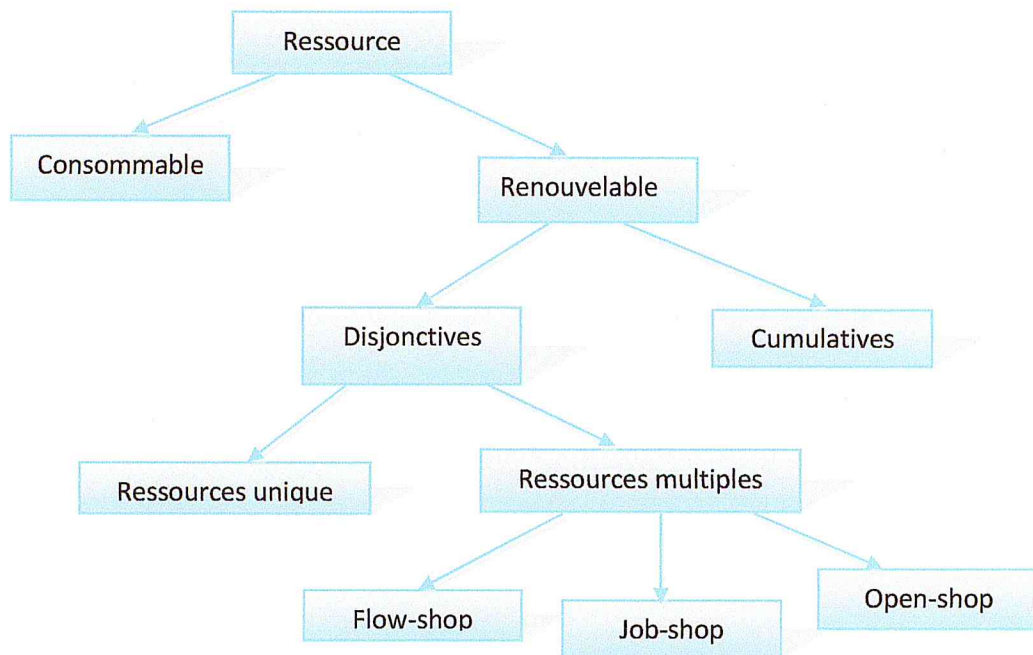 Ressource
Consommable
Renouvelable
Disjonctives
Cumulatives
Ressources unique
Ressources multiples
Flow-shop
Job-shop
Open-shop